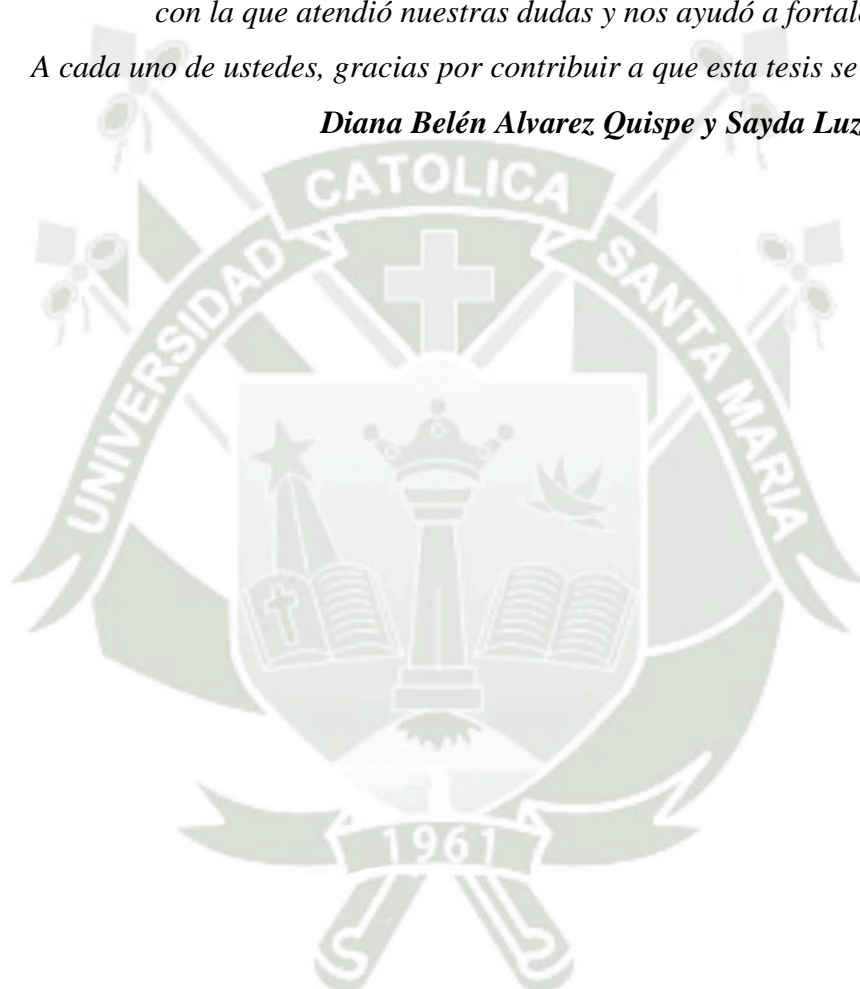 con la que atendió nuestras dudas y nos ayudó a fortale
A cada uno de ustedes, gracias por contribuir a que esta tesis se
Diana Belén Alvarez Quispe y Sayda Luz
UNIVERSIDAD CATOLICA SANTA MARIA
1961